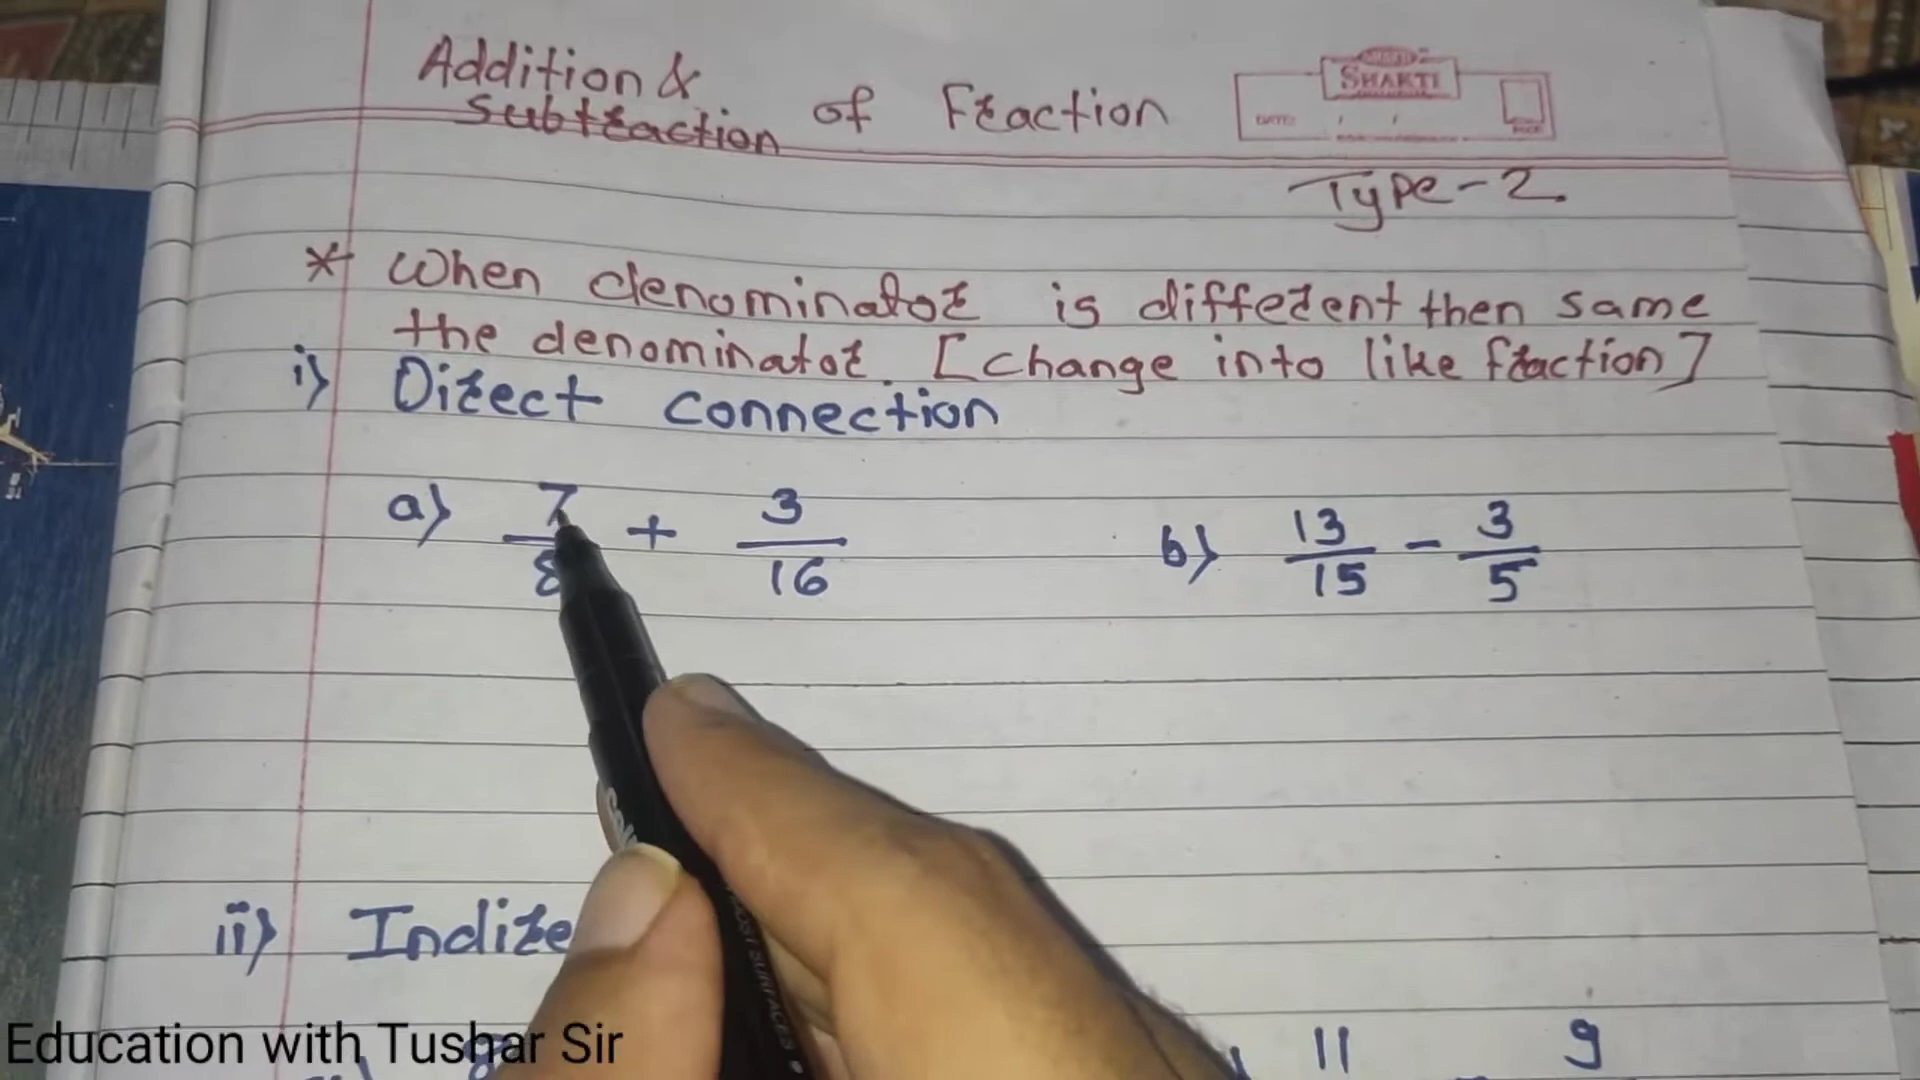 Addition &
Subtraction of Fraction
SHAKTI
DATE:
Type-2
* When denominator is different then same
the denominator. [change into like fraction]
i) Direct connection
a) 7/8 + 3/16
b) 13/15 - 3/5
ii) Indire
11 9
Education with Tushar Sir